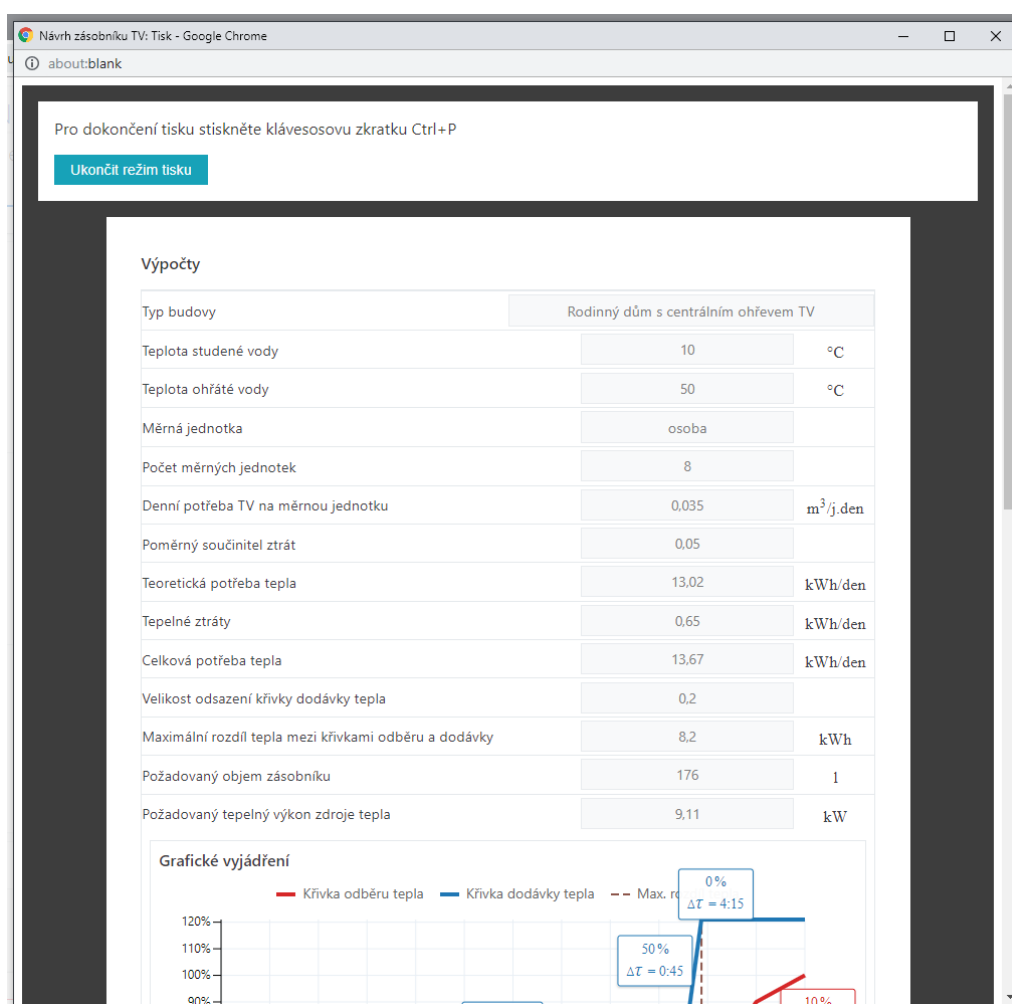 Návrh zásobníku TV: Tisk - Google Chrome
about:blank
Pro dokončení tisku stiskněte klávesosovu zkratku Ctrl+P
Ukončit režim tisku
Výpočty
Typ budovy Rodinný dům s centrálním ohřevem TV
Teplota studené vody 10 °C
Teplota ohřáté vody 50 °C
Měrná jednotka osoba
Počet měrných jednotek 8
Denní potřeba TV na měrnou jednotku 0,035 m³/j.den
Poměrný součinitel ztrát 0,05
Teoretická potřeba tepla 13,02 kWh/den
Tepelné ztráty 0,65 kWh/den
Celková potřeba tepla 13,67 kWh/den
Velikost odsazení křivky dodávky tepla 0,2
Maximální rozdíl tepla mezi křivkami odběru a dodávky 8,2 kWh
Požadovaný objem zásobníku 176 l
Požadovaný tepelný výkon zdroje tepla 9,11 kW
Grafické vyjádření
Křivka odběru tepla Křivka dodávky tepla Max.
0%
Δτ = 4:15
120%
110%
50%
Δτ = 0:45
100%
90%
10%